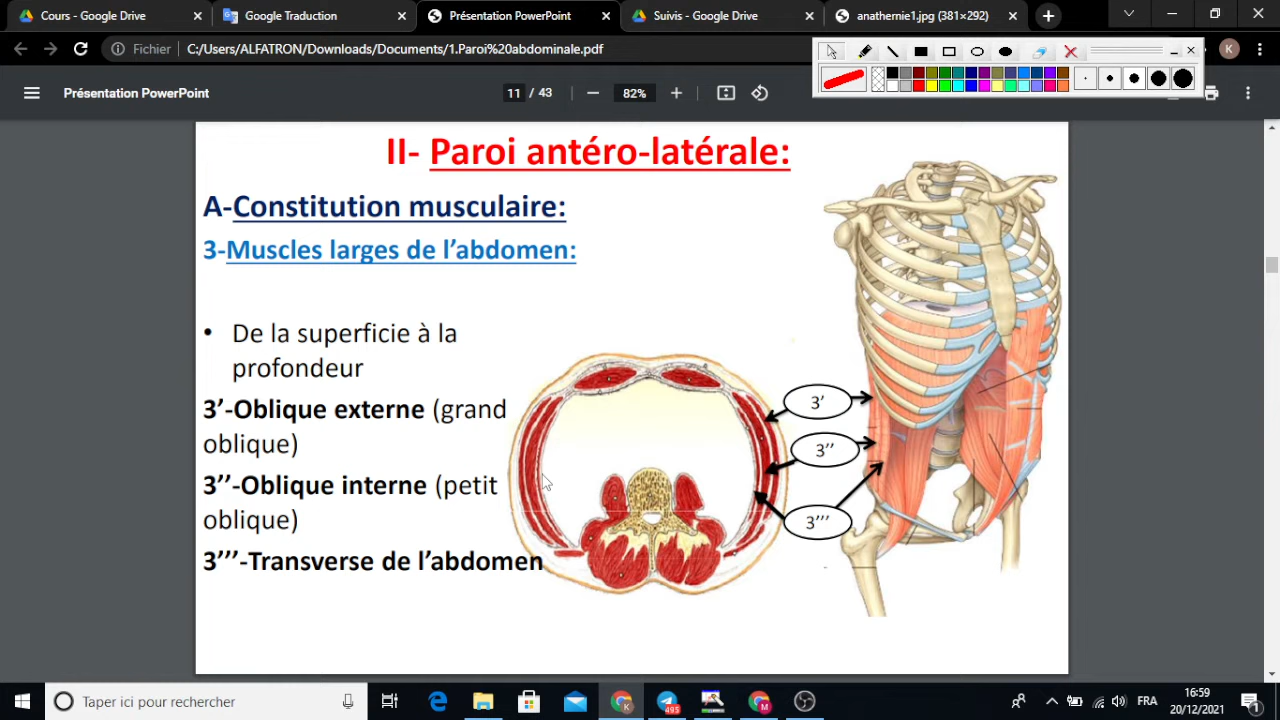 Cours - Google Drive
Google Traduction
Présentation PowerPoint
Suivis - Google Drive
anathernie1.jpg (381×292)
Fichier
C:/Users/ALFATRON/Downloads/Documents/1.Paroi%20abdominale.pdf
K
Présentation PowerPoint
11 / 43
82%
II- Paroi antéro-latérale:
A-Constitution musculaire:
3-Muscles larges de l'abdomen:
• De la superficie à la
profondeur
3'-Oblique externe (grand
oblique)
3''-Oblique interne (petit
oblique)
3'''-Transverse de l'abdomen
3'
3''
3'''
Taper ici pour rechercher
K
495
M
FRA
16:59
20/12/2021
1